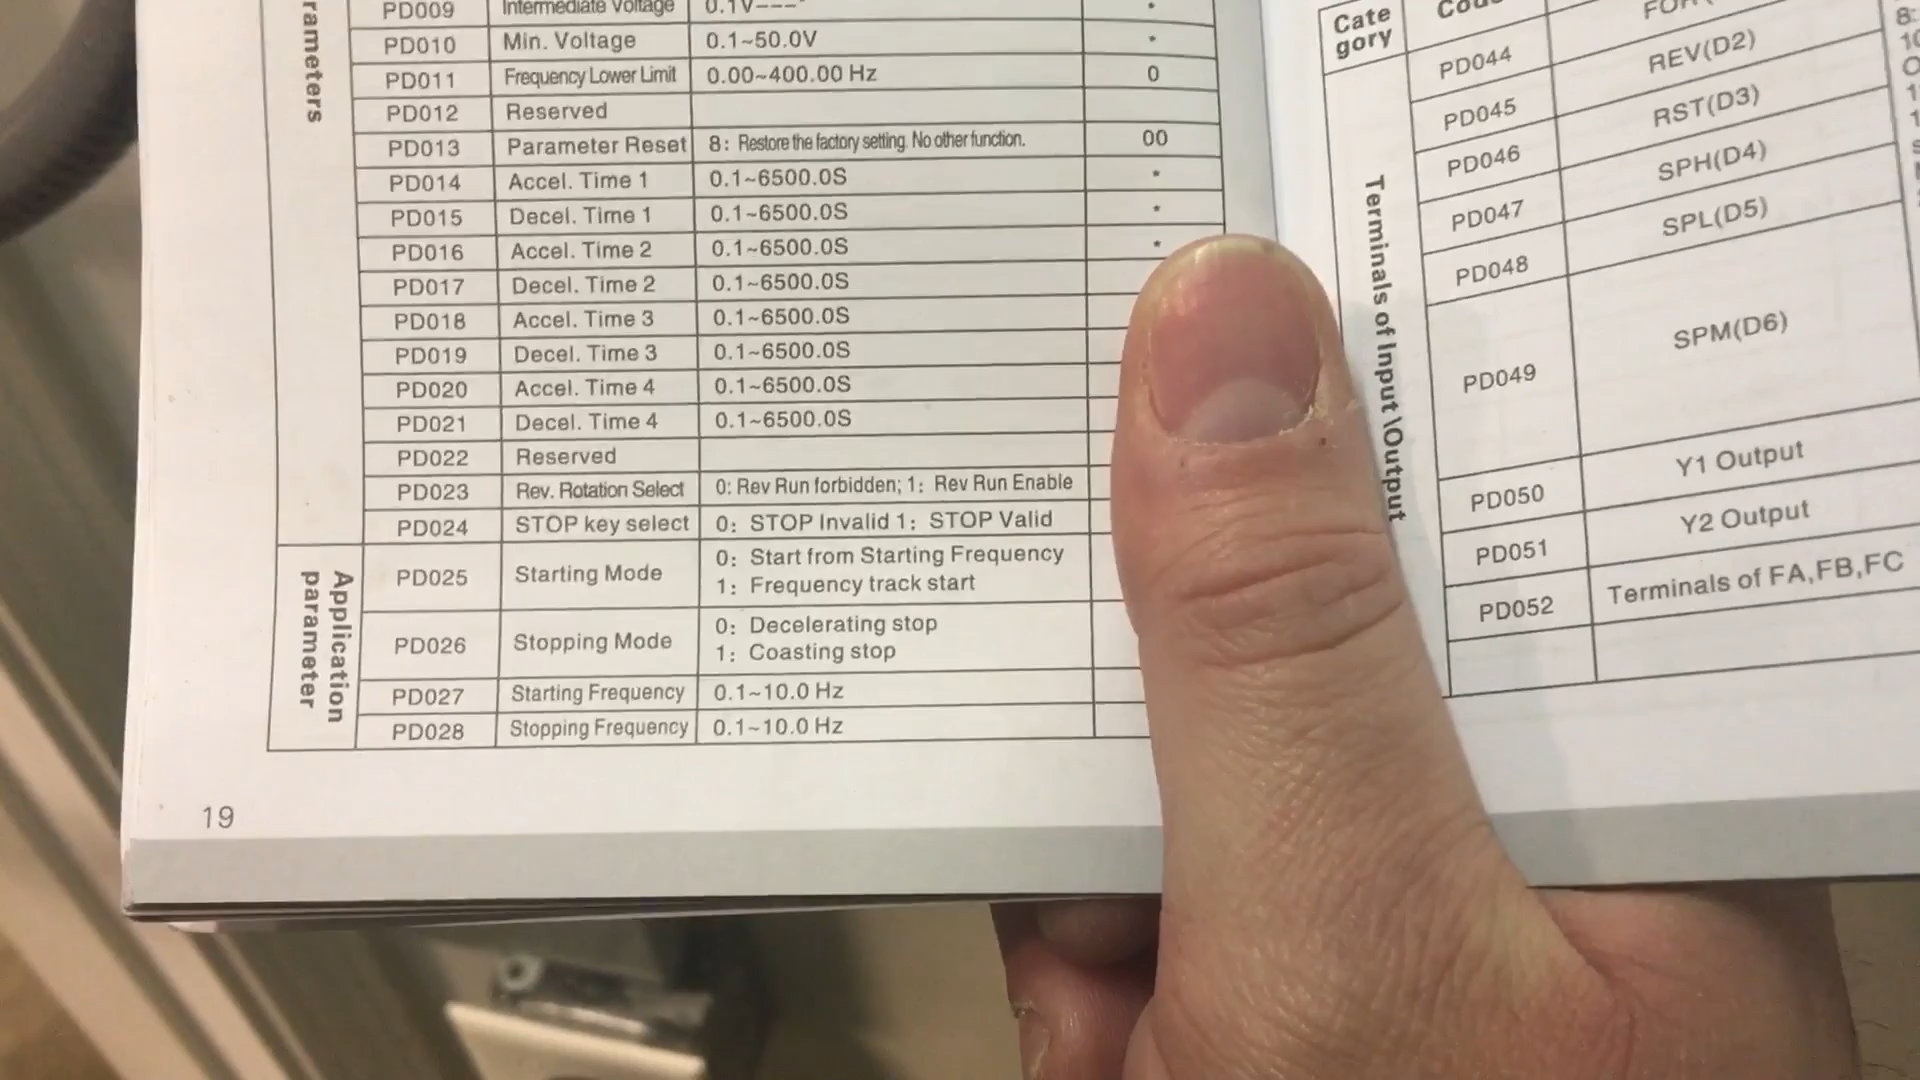 rameters
PD009 Intermediate Voltage 0.1V *
PD010 Min. Voltage 0.1~50.0V *
PD011 Frequency Lower Limit 0.00~400.00 Hz 0
PD012 Reserved
PD013 Parameter Reset 8: Restore the factory setting. No other function. 00
PD014 Accel. Time 1 0.1~6500.0S *
PD015 Decel. Time 1 0.1~6500.0S *
PD016 Accel. Time 2 0.1~6500.0S *
PD017 Decel. Time 2 0.1~6500.0S
PD018 Accel. Time 3 0.1~6500.0S
PD019 Decel. Time 3 0.1~6500.0S
PD020 Accel. Time 4 0.1~6500.0S
PD021 Decel. Time 4 0.1~6500.0S
PD022 Reserved
PD023 Rev. Rotation Select 0: Rev Run forbidden; 1: Rev Run Enable
PD024 STOP key select 0: STOP Invalid 1: STOP Valid
Application
parameter
PD025 Starting Mode 0: Start from Starting Frequency
1: Frequency track start
PD026 Stopping Mode 0: Decelerating stop
1: Coasting stop
PD027 Starting Frequency 0.1~10.0 Hz
PD028 Stopping Frequency 0.1~10.0 Hz
19
Cate
gory
Terminals of Input\Output
PD044
PD045 REV(D2)
PD046 RST(D3)
PD047 SPH(D4)
PD048 SPL(D5)
PD049 SPM(D6)
PD050 Y1 Output
PD051 Y2 Output
PD052 Terminals of FA,FB,FC